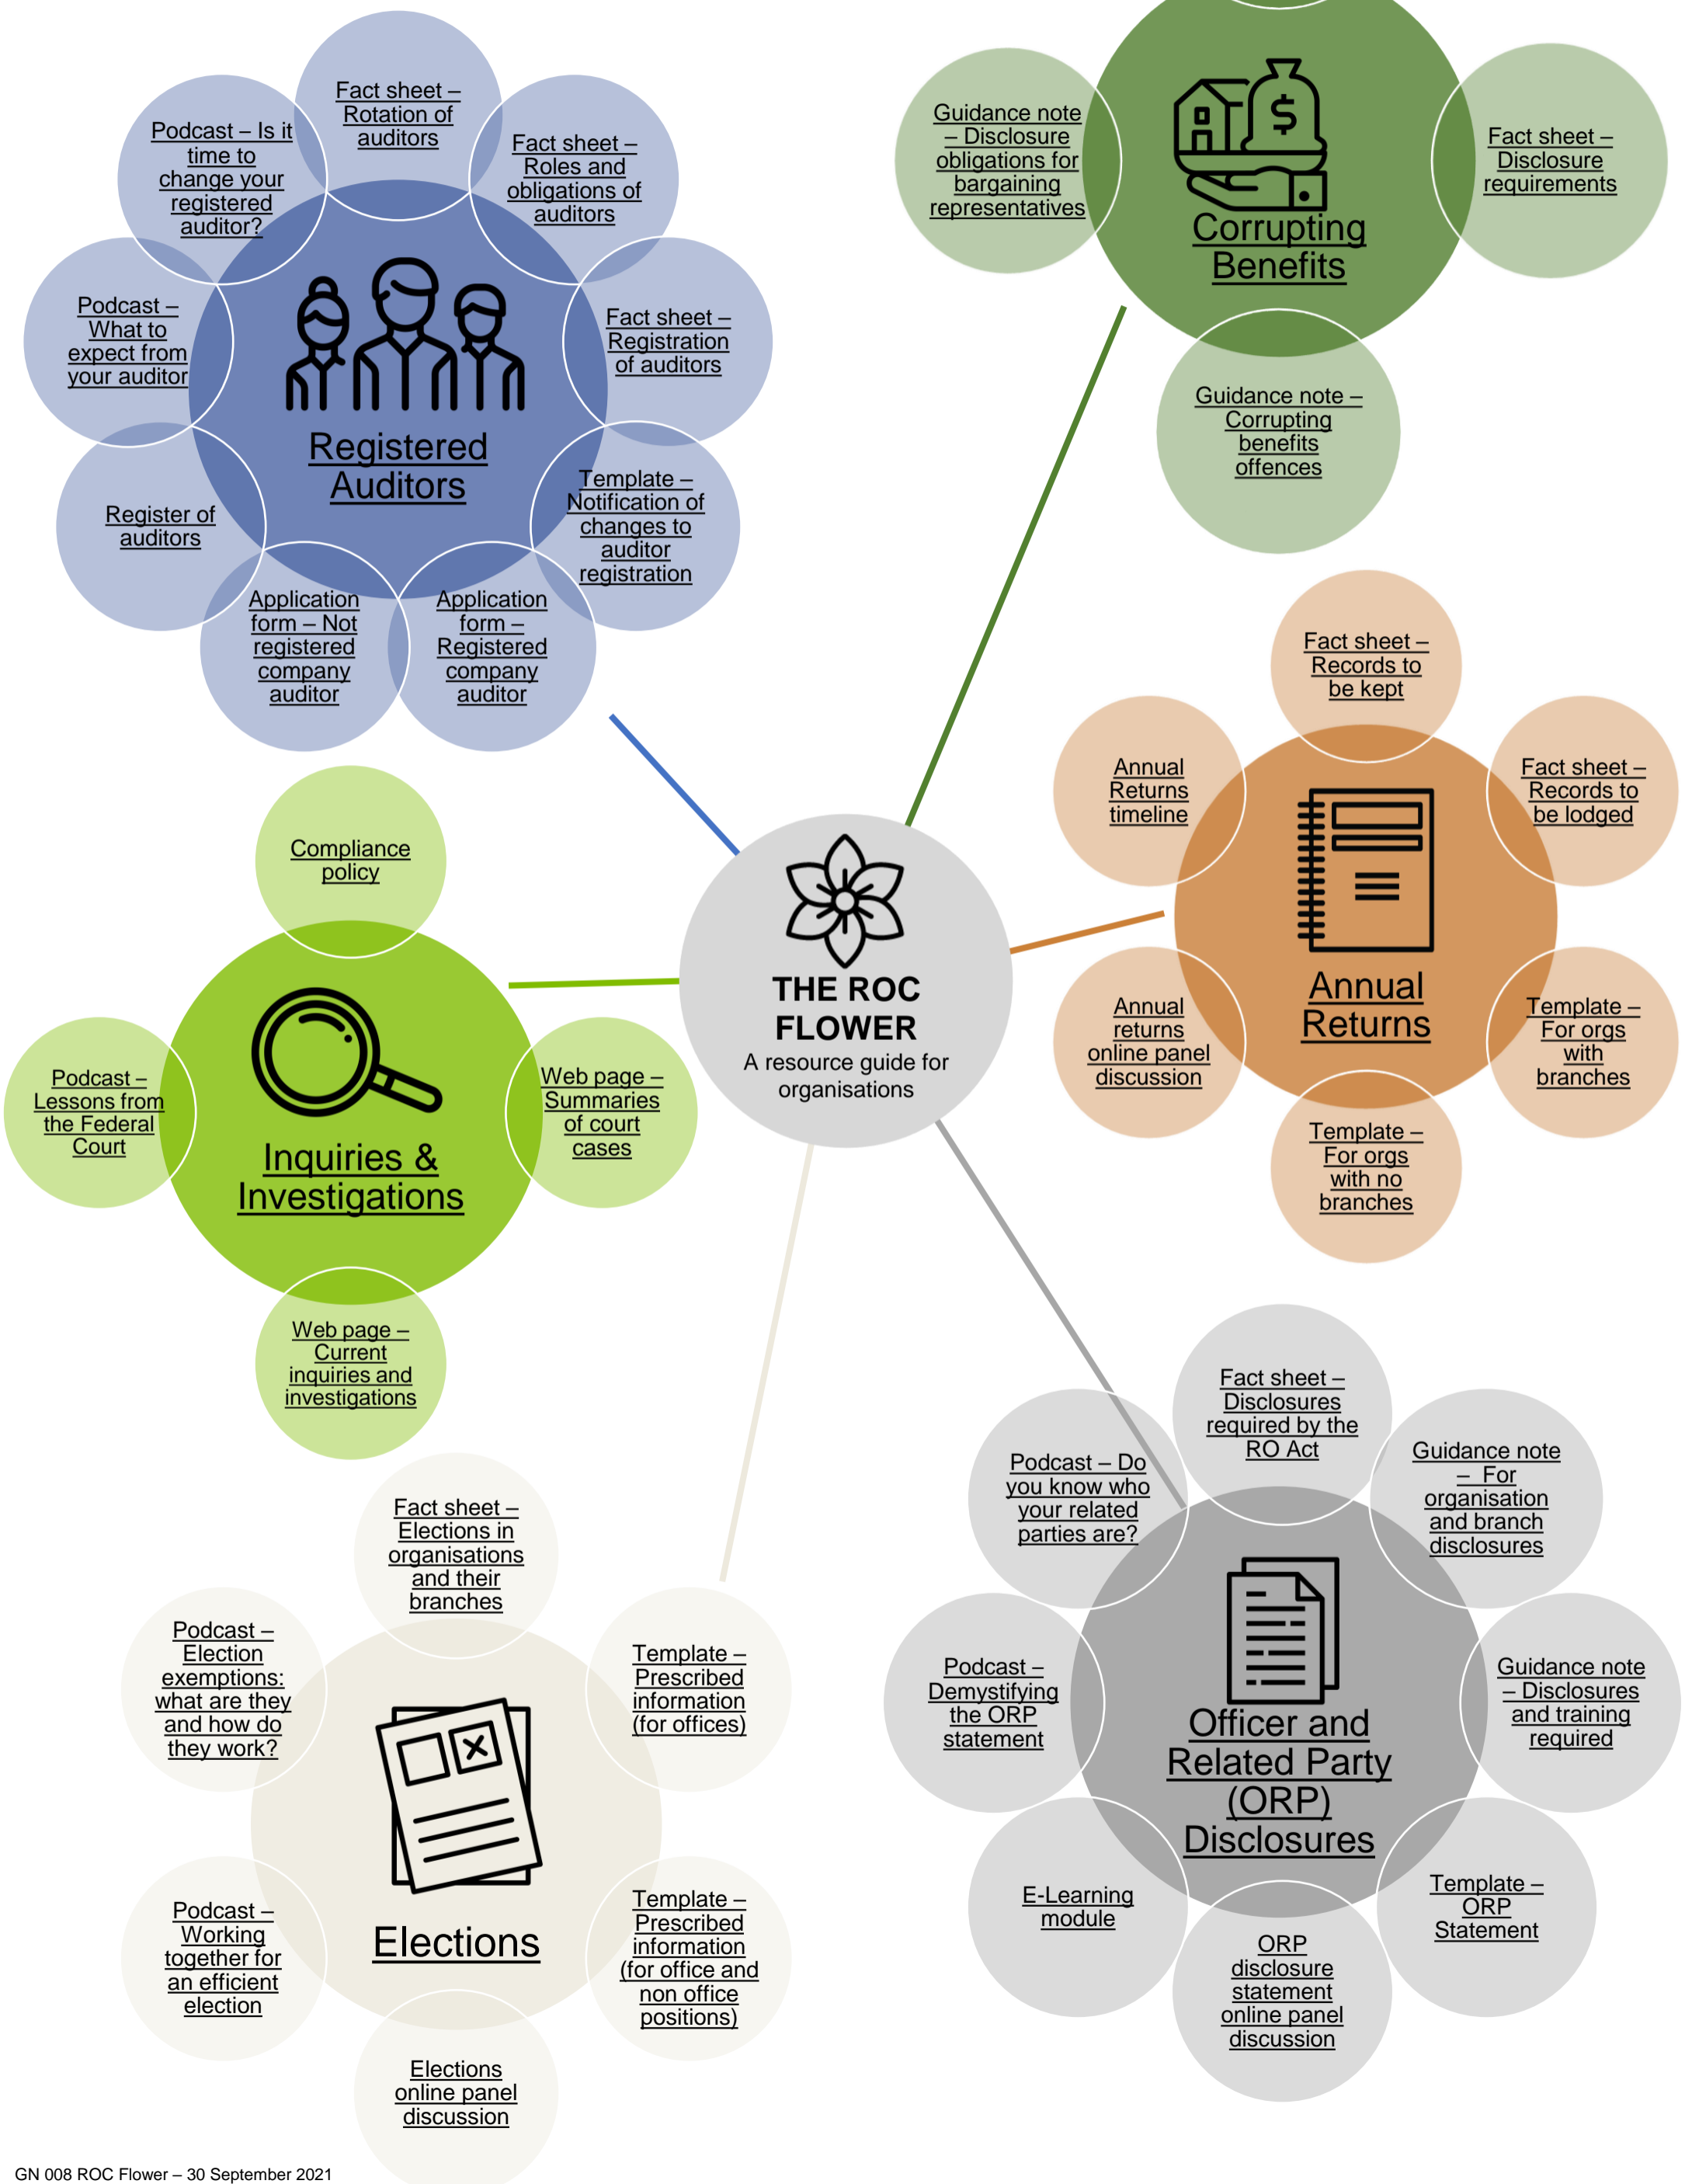 Fact sheet –
Rotation of
auditors
Podcast – Is it
time to
change your
registered
auditor?
Fact sheet –
Roles and
obligations of
auditors
Podcast –
What to
expect from
your auditor
Fact sheet –
Registration
of auditors
Registered
Auditors
Register of
auditors
Template –
Notification of
changes to
auditor
registration
Application
form – Not
registered
company
auditor
Application
form –
Registered
company
auditor
Guidance note
– Disclosure
obligations for
bargaining
representatives
$
Corrupting
Benefits
Fact sheet –
Disclosure
requirements
Guidance note –
Corrupting
benefits
offences
Fact sheet –
Records to
be kept
Annual
Returns
timeline
Fact sheet –
Records to
be lodged
Annual
Returns
Annual
returns
online panel
discussion
Template –
For orgs
with
branches
Template –
For orgs
with no
branches
THE ROC
FLOWER
A resource guide for
organisations
Compliance
policy
Podcast –
Lessons from
the Federal
Court
Web page –
Summaries
of court
cases
Inquiries &
Investigations
Web page –
Current
inquiries and
investigations
Fact sheet –
Disclosures
required by the
RO Act
Podcast – Do
you know who
your related
parties are?
Guidance note
– For
organisation
and branch
disclosures
Podcast –
Demystifying
the ORP
statement
Guidance note
– Disclosures
and training
required
Officer and
Related Party
(ORP)
Disclosures
E-Learning
module
Template –
ORP
Statement
ORP
disclosure
statement
online panel
discussion
Fact sheet –
Elections in
organisations
and their
branches
Podcast –
Election
exemptions:
what are they
and how do
they work?
Template –
Prescribed
information
(for offices)
Elections
Podcast –
Working
together for
an efficient
election
Template –
Prescribed
information
(for office and
non office
positions)
Elections
online panel
discussion
GN 008 ROC Flower – 30 September 2021